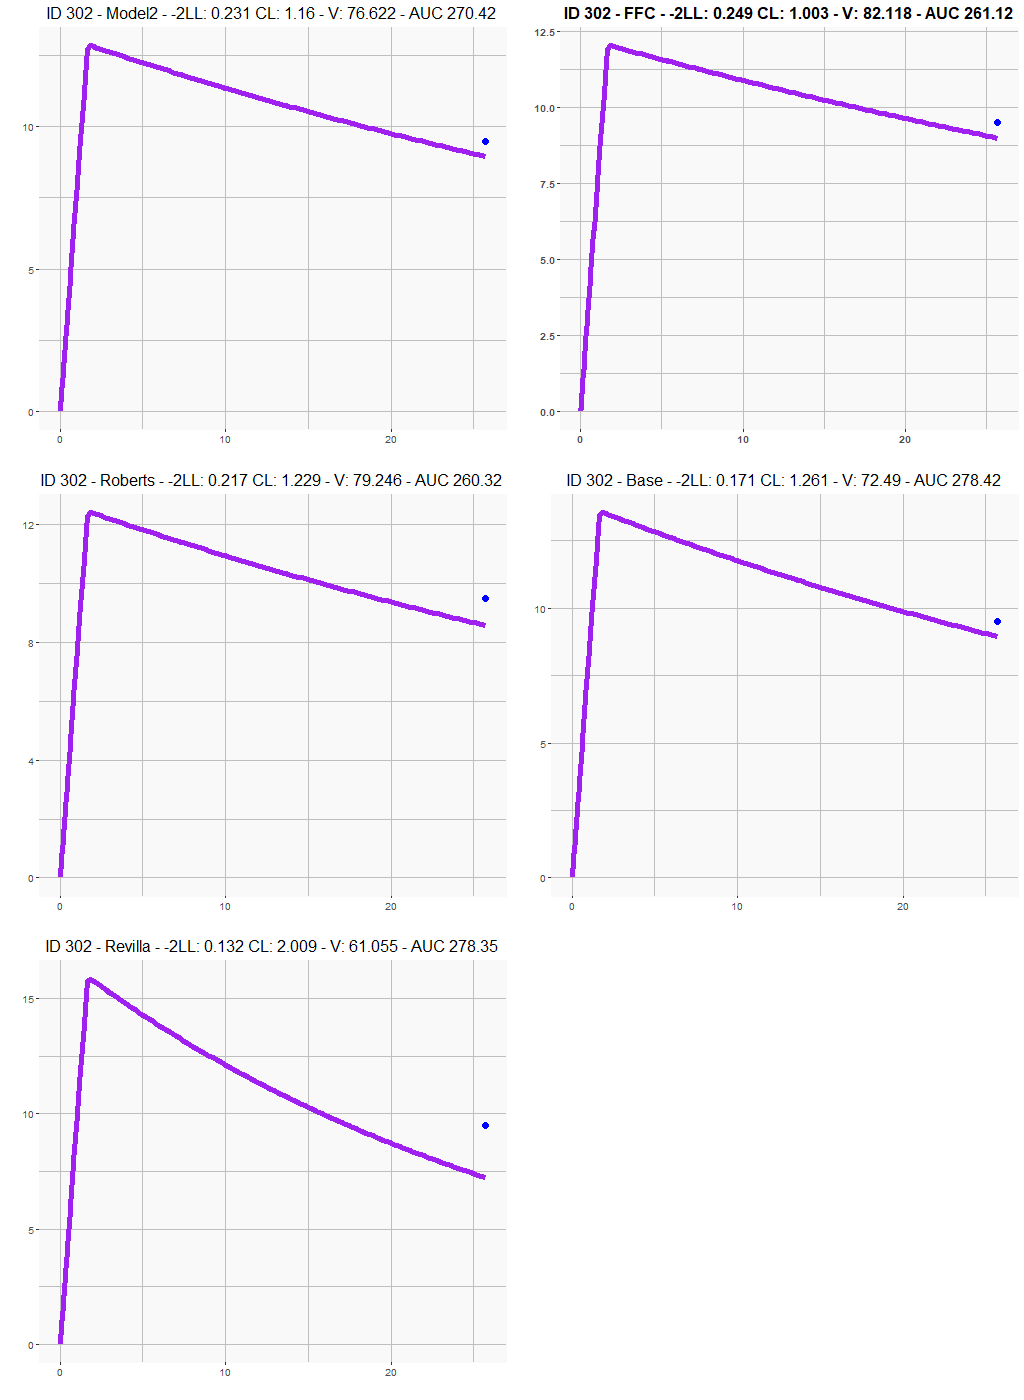 ID 302 - Model2 - -2LL: 0.231 CL: 1.16 - V: 76.622 - AUC 270.42
10
5
0
0 10 20
ID 302 - FFC - -2LL: 0.249 CL: 1.003 - V: 82.118 - AUC 261.12
12.5
10.0
7.5
5.0
2.5
0.0
0 10 20
ID 302 - Roberts - -2LL: 0.217 CL: 1.229 - V: 79.246 - AUC 260.32
12
8
4
0
0 10 20
ID 302 - Base - -2LL: 0.171 CL: 1.261 - V: 72.49 - AUC 278.42
10
5
0
0 10 20
ID 302 - Revilla - -2LL: 0.132 CL: 2.009 - V: 61.055 - AUC 278.35
15
10
5
0
0 10 20